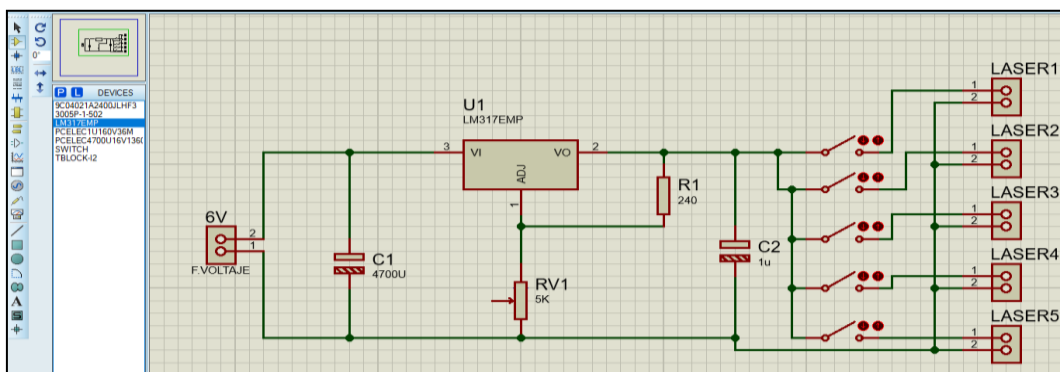 0°
P L DEVICES
9C04021A2400JLHF3
3005P-1-502
LM317EMP
PCELEC1U160V36M
SWITCH
TBLOCK-I2
U1
LM317EMP
3 VI
VO 2
ADJ
1
6V
2
1
F.VOLTAJE
C1
4700U
RV1
5K
R1
240
C2
1u
LASER1
1
2
LASER2
1
2
LASER3
1
2
LASER4
1
2
LASER5
1
2